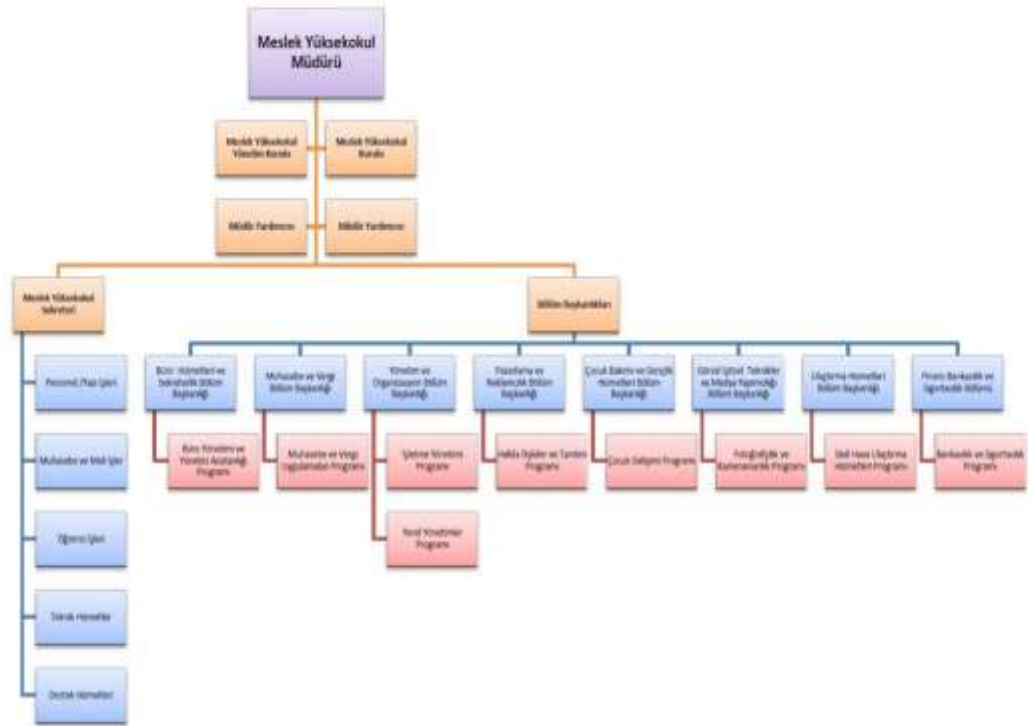 Meslek Yüksekokul
Müdürü
Meslek Yüksekokul
Yönetim Kurulu
Meslek Yüksekokul
Kurulu
Müdür Yardımcısı
Müdür Yardımcısı
Meslek Yüksekokul
Sekreteri
Bölüm Başkanlıkları
Personel /Yazı İşleri
Büro Hizmetleri ve
Sekreterlik Bölüm
Başkanlığı
Muhasebe ve Vergi
Bölüm Başkanlığı
Yönetim ve
Organizasyon Bölüm
Başkanlığı
Pazarlama ve
Reklamcılık Bölüm
Başkanlığı
Çocuk Bakımı ve Gençlik
Hizmetleri Bölüm
Başkanlığı
Görsel İşitsel Teknikler
ve Medya Yapımcılığı
Bölüm Başkanlığı
Ulaştırma Hizmetleri
Bölüm Başkanlığı
Finans Bankacılık ve
Sigortacılık Bölümü
Muhasebe ve Mali İşler
Büro Yönetimi ve
Yönetici Asistanlığı
Programı
Muhasebe ve Vergi
Uygulamaları Programı
İşletme Yönetimi
Programı
Halkla İlişkiler ve Tanıtım
Programı
Çocuk Gelişimi Programı
Fotoğrafçılık ve
Kameramanlık Programı
Sivil Hava Ulaştırma
Hizmetleri Programı
Bankacılık ve Sigortacılık
Programı
Öğrenci İşleri
Yerel Yönetimler
Programı
Teknik Hizmetler
Destek Hizmetleri